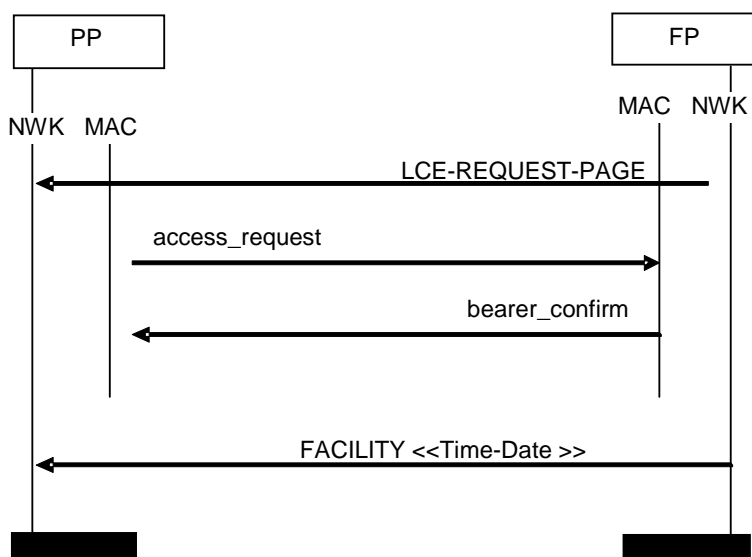 PP
FP
MAC NWK
NWK MAC
LCE-REQUEST-PAGE
access_request
bearer_confirm
FACILITY <<Time-Date >>